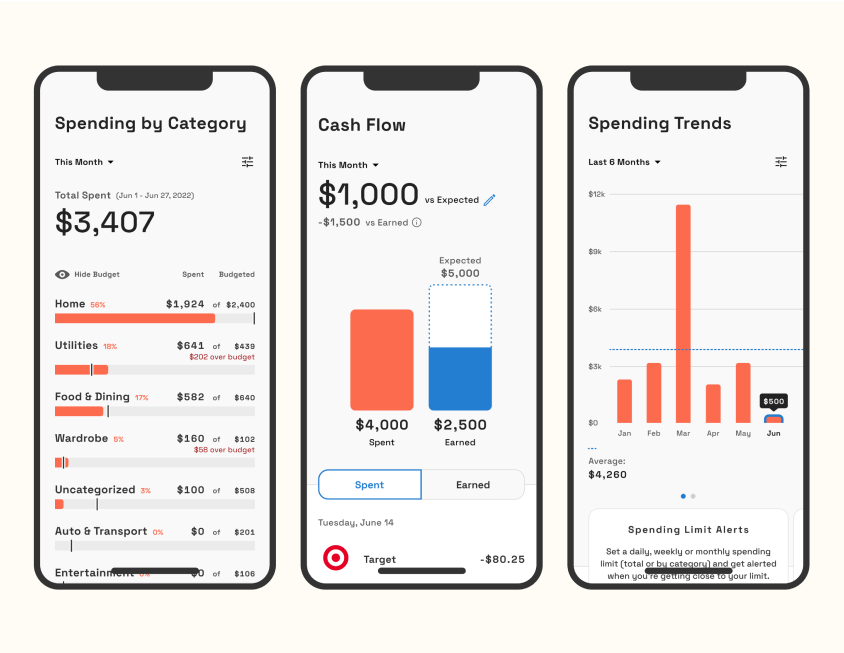 Spending by Category
This Month
Total Spent (Jun 1 - Jun 27, 2022)
$3,407
Hide Budget Spent Budgeted
Home 56% $1,924 of $2,400
Utilities 18% $641 of $439
$202 over budget
Food & Dining 17% $582 of $640
Wardrobe 5% $160 of $102
$58 over budget
Uncategorized 3% $100 of $508
Auto & Transport 0% $0 of $201
Entertainment 0% $0 of $106
Cash Flow
This Month
$1,000 vs Expected
-$1,500 vs Earned
Expected
$5,000
$4,000 $2,500
Spent Earned
Spent Earned
Tuesday, June 14
Target -$80.25
Spending Trends
Last 6 Months
$12k
$9k
$6k
$3k
$500
$0
Jan Feb Mar Apr May Jun
Average:
$4,260
Spending Limit Alerts
Set a daily, weekly or monthly spending
limit (total or by category) and get alerted
when you're getting close to your limit.